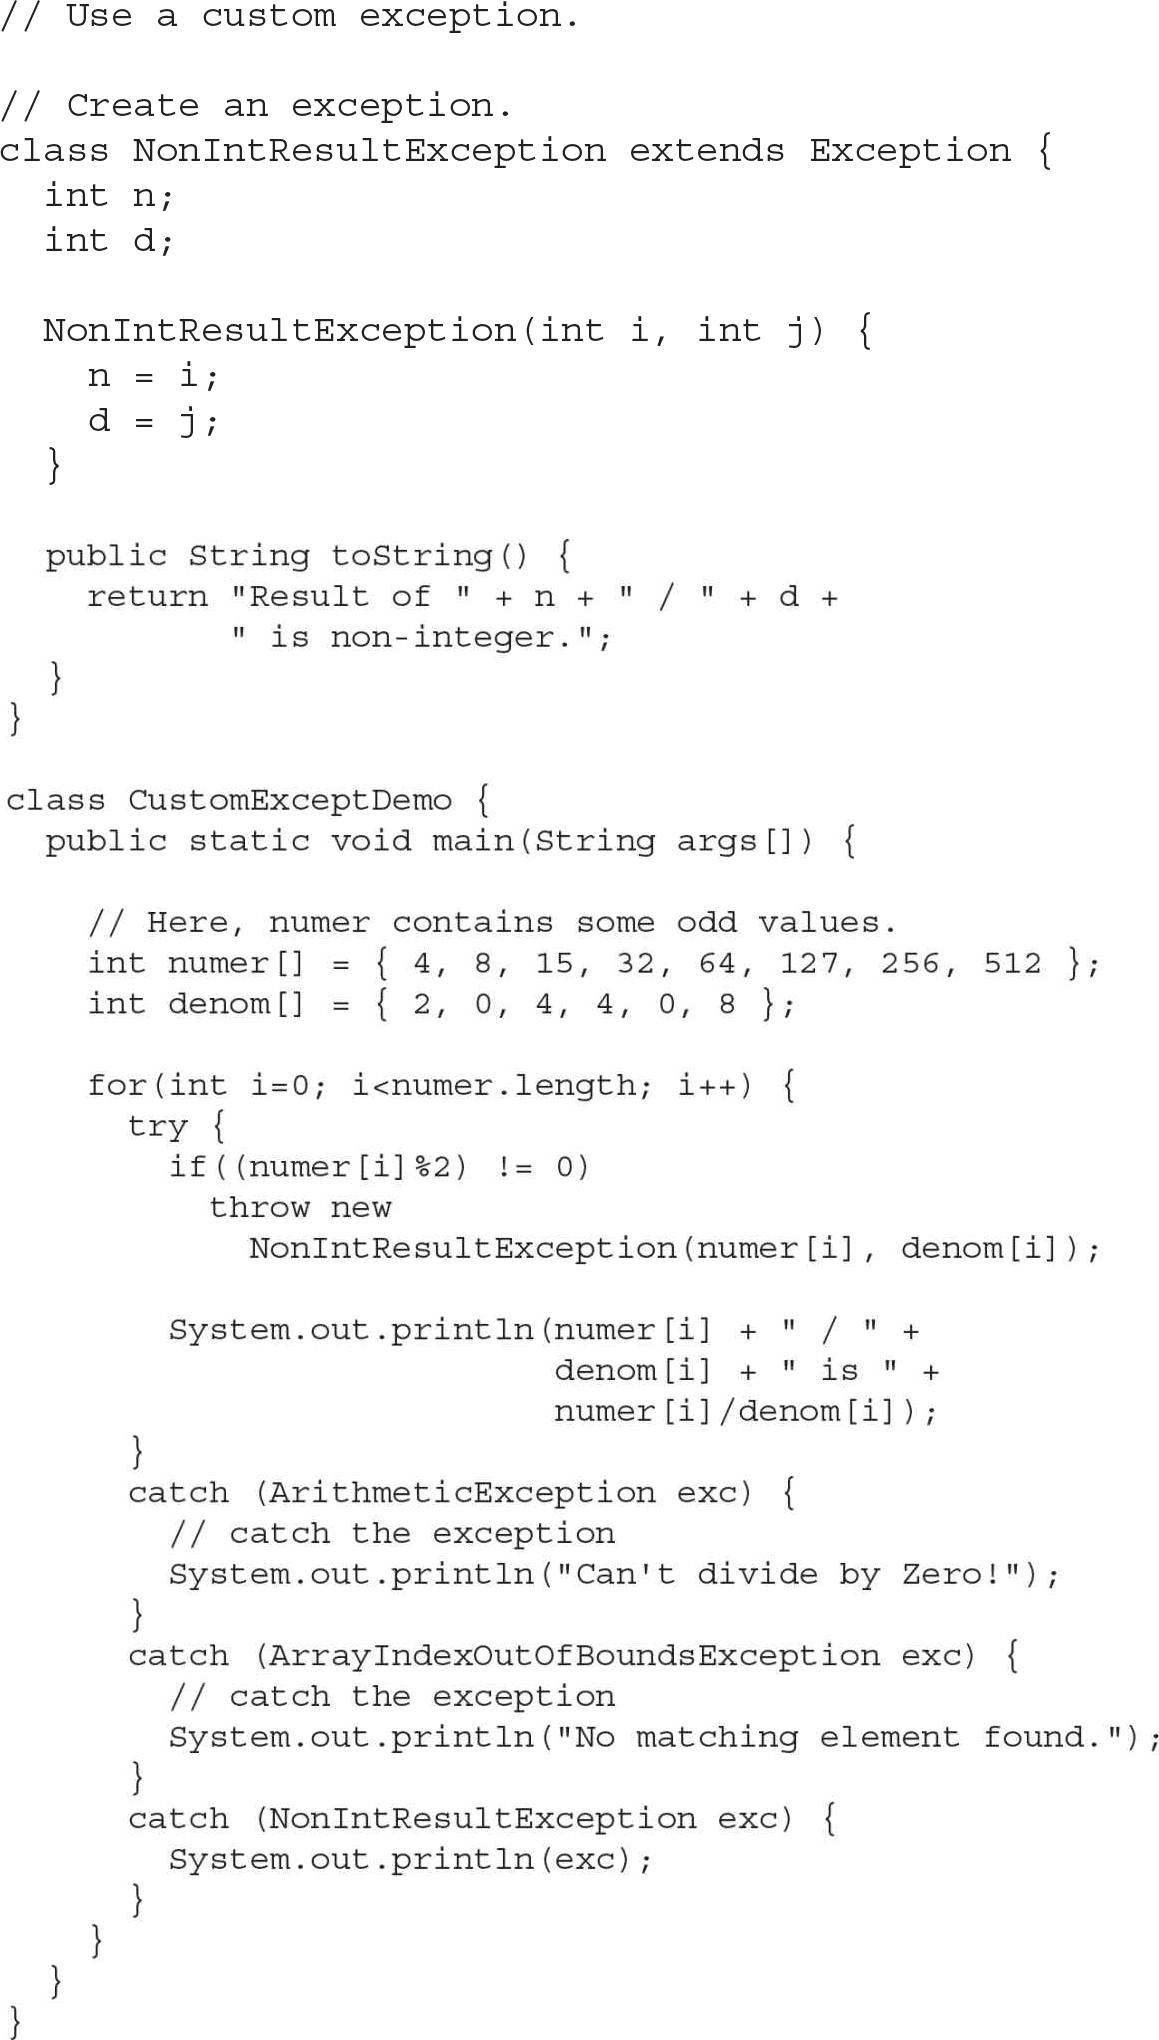 // Use a custom exception.

// Create an exception.
class NonIntResultException extends Exception {
  int n;
  int d;

  NonIntResultException(int i, int j) {
    n = i;
    d = j;
  }

  public String toString() {
    return "Result of " + n + " / " + d +
           " is non-integer.";
  }
}

class CustomExceptDemo {
  public static void main(String args[]) {

    // Here, numer contains some odd values.
    int numer[] = { 4, 8, 15, 32, 64, 127, 256, 512 };
    int denom[] = { 2, 0, 4, 4, 0, 8 };

    for(int i=0; i<numer.length; i++) {
      try {
        if((numer[i]%2) != 0)
          throw new
            NonIntResultException(numer[i], denom[i]);

        System.out.println(numer[i] + " / " +
                           denom[i] + " is " +
                           numer[i]/denom[i]);
      }
      catch (ArithmeticException exc) {
        // catch the exception
        System.out.println("Can't divide by Zero!");
      }
      catch (ArrayIndexOutOfBoundsException exc) {
        // catch the exception
        System.out.println("No matching element found.");
      }
      catch (NonIntResultException exc) {
        System.out.println(exc);
      }
    }
  }
}